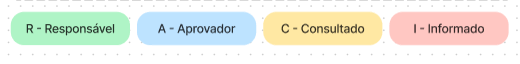 R - Responsável
A - Aprovador
C - Consultado
I - Informado